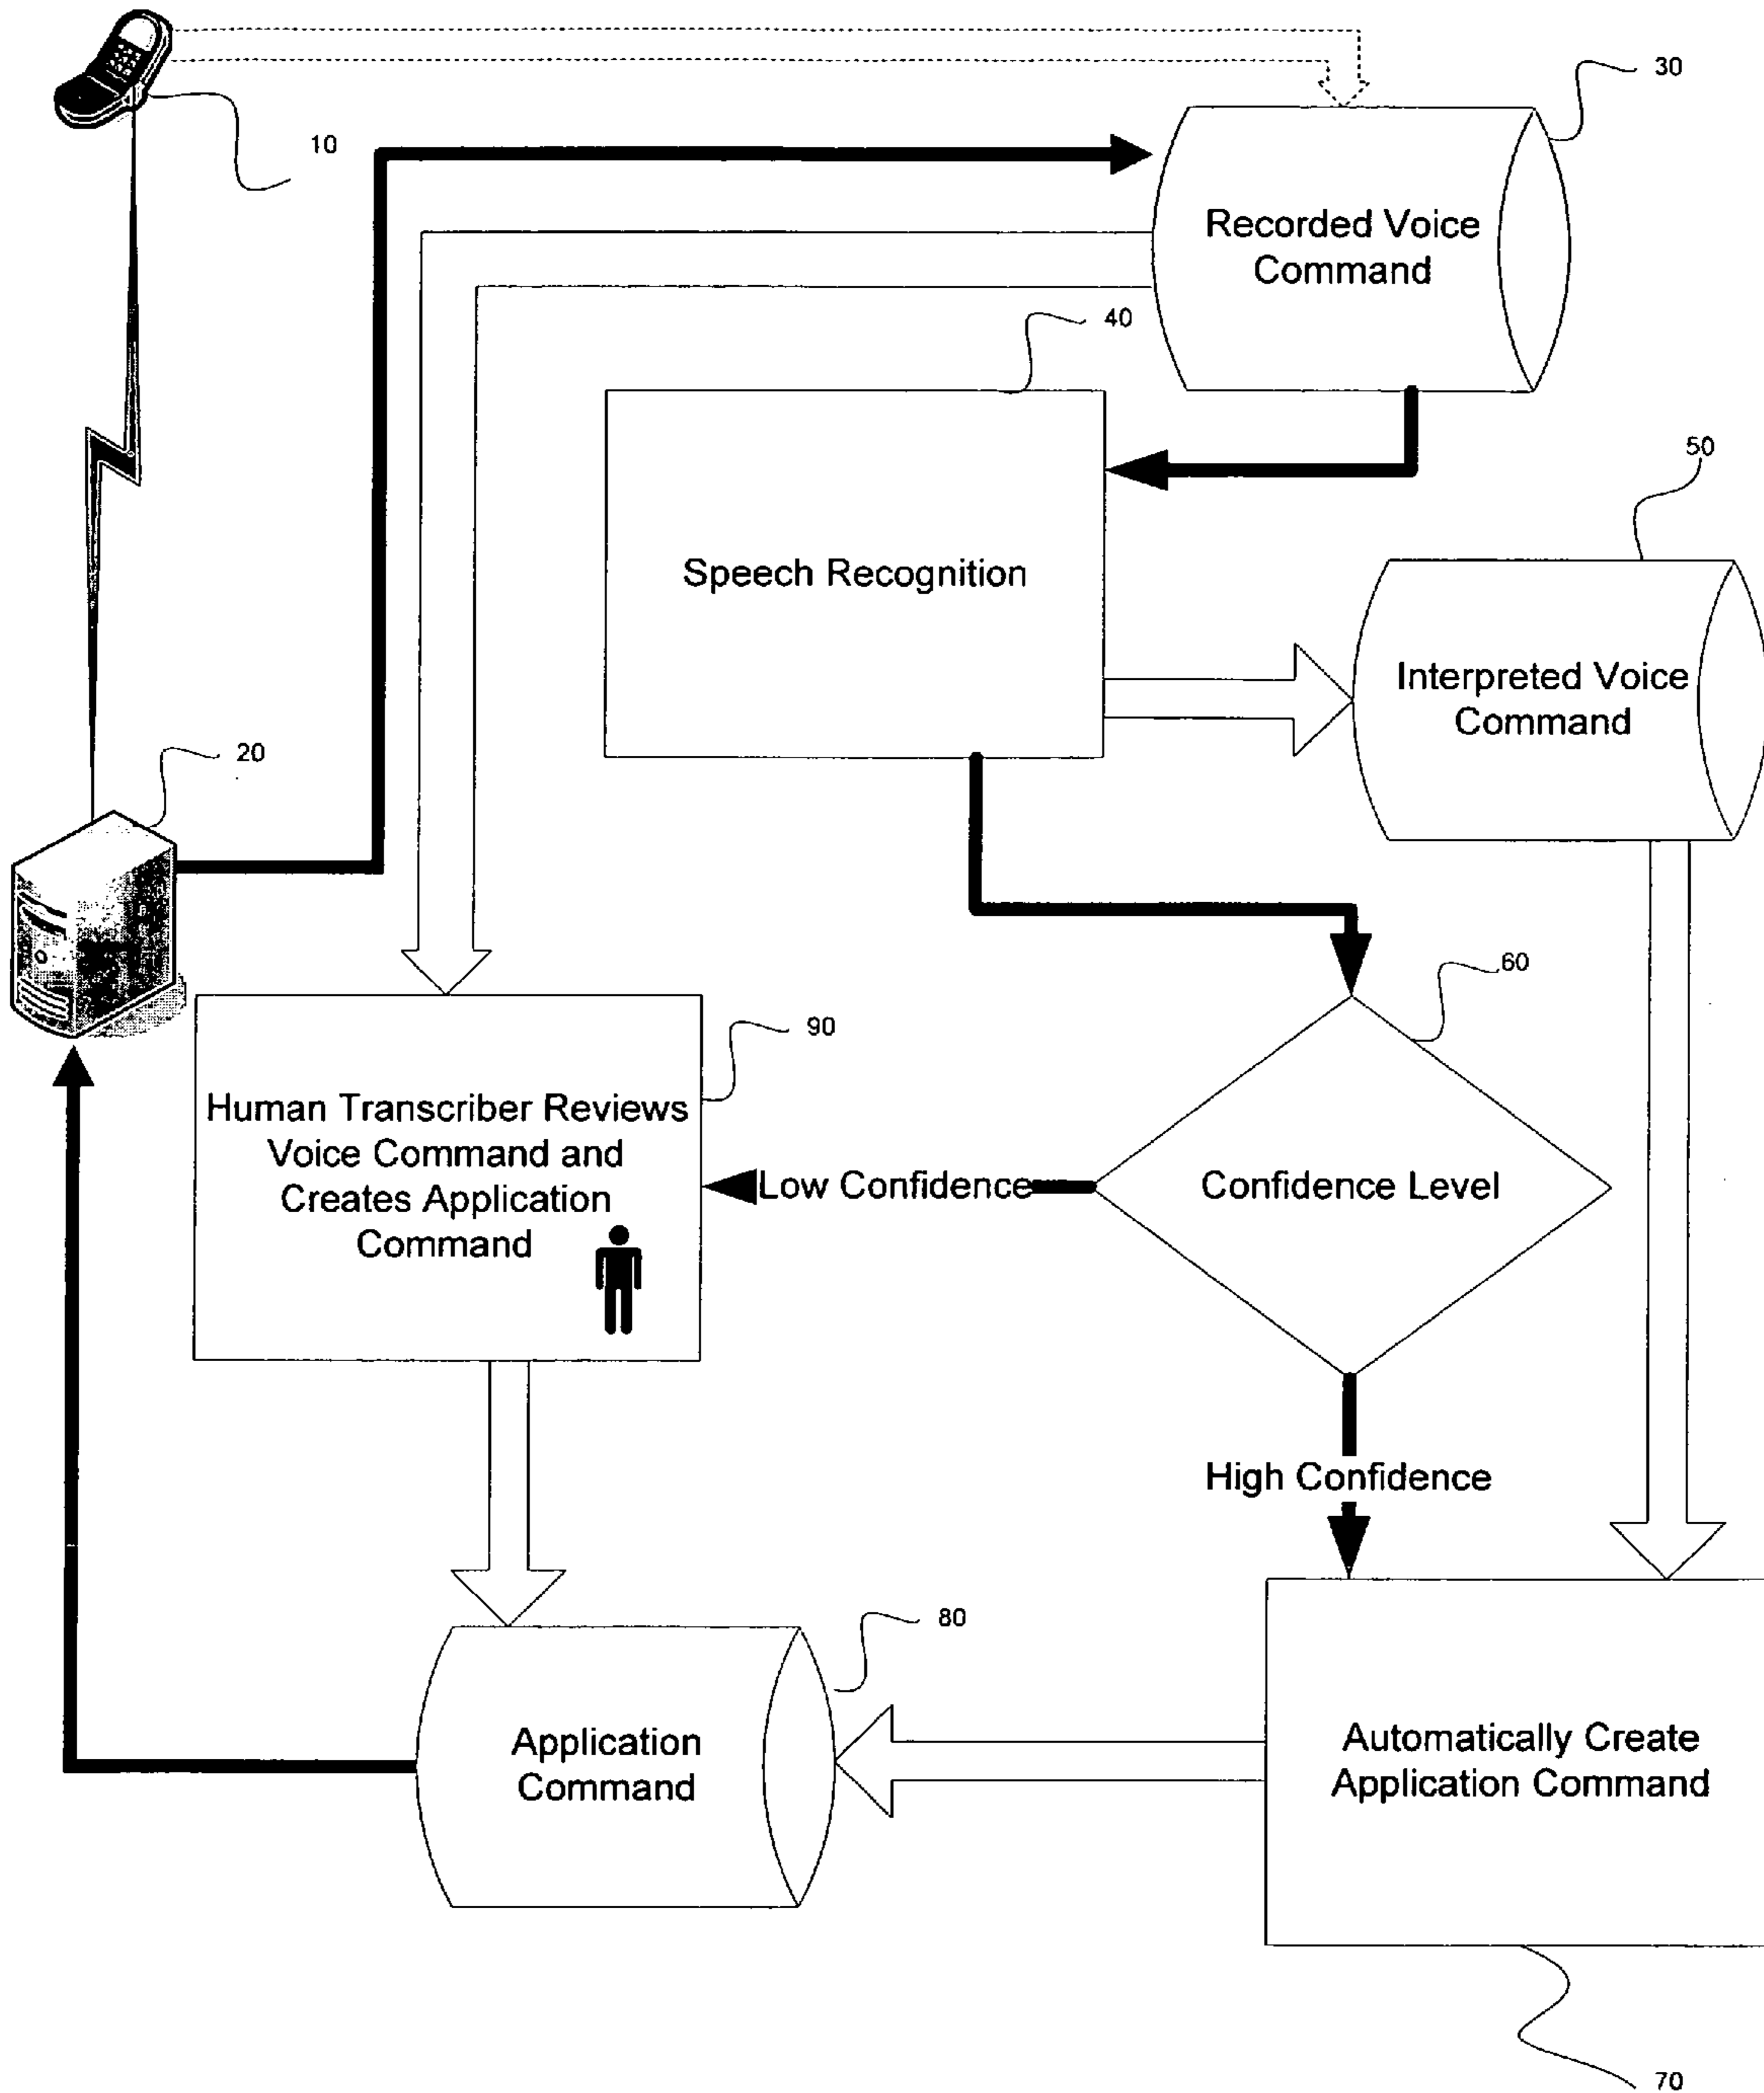 30
10
Recorded Voice
Command
40
50
Speech Recognition
Interpreted Voice
Command
20
60
90
Human Transcriber Reviews
Voice Command and
Creates Application
Command
Low Confidence
Confidence Level
High Confidence
80
Application
Command
Automatically Create
Application Command
70